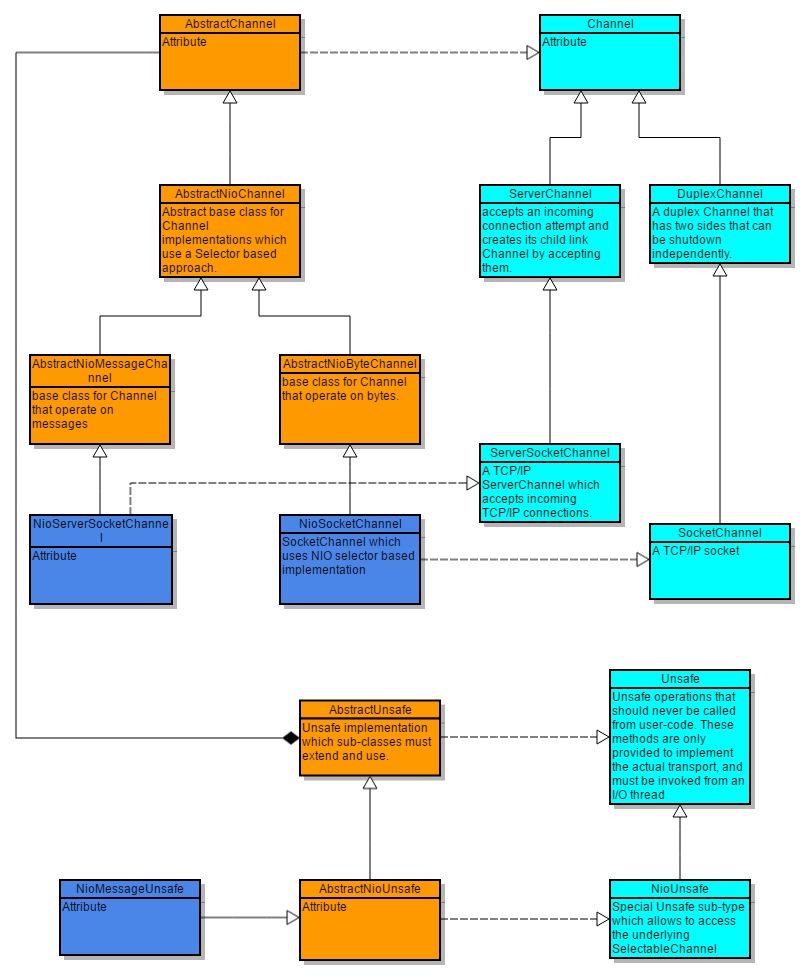 AbstractChannel
Attribute
Channel
Attribute
AbstractNioChannel
Abstract base class for
Channel
implementations which
use a Selector based
approach.
ServerChannel
accepts an incoming
connection attempt and
creates its child link
Channel by accepting
them.
DuplexChannel
A duplex Channel that
has two sides that can
be shutdown
independently.
AbstractNioMessageCha
nnel
base class for Channel
that operate on
messages
AbstractNioByteChannel
base class for Channel
that operate on bytes.
ServerSocketChannel
A TCP/IP
ServerChannel which
accepts incoming
TCP/IP connections.
NioServerSocketChanne
l
Attribute
NioSocketChannel
SocketChannel which
uses NIO selector based
implementation
SocketChannel
A TCP/IP socket
AbstractUnsafe
Unsafe implementation
which sub-classes must
extend and use.
Unsafe
Unsafe operations that
should never be called
from user-code. These
methods are only
provided to implement
the actual transport, and
must be invoked from an
I/O thread
NioMessageUnsafe
Attribute
AbstractNioUnsafe
Attribute
NioUnsafe
Special Unsafe sub-type
which allows to access
the underlying
SelectableChannel